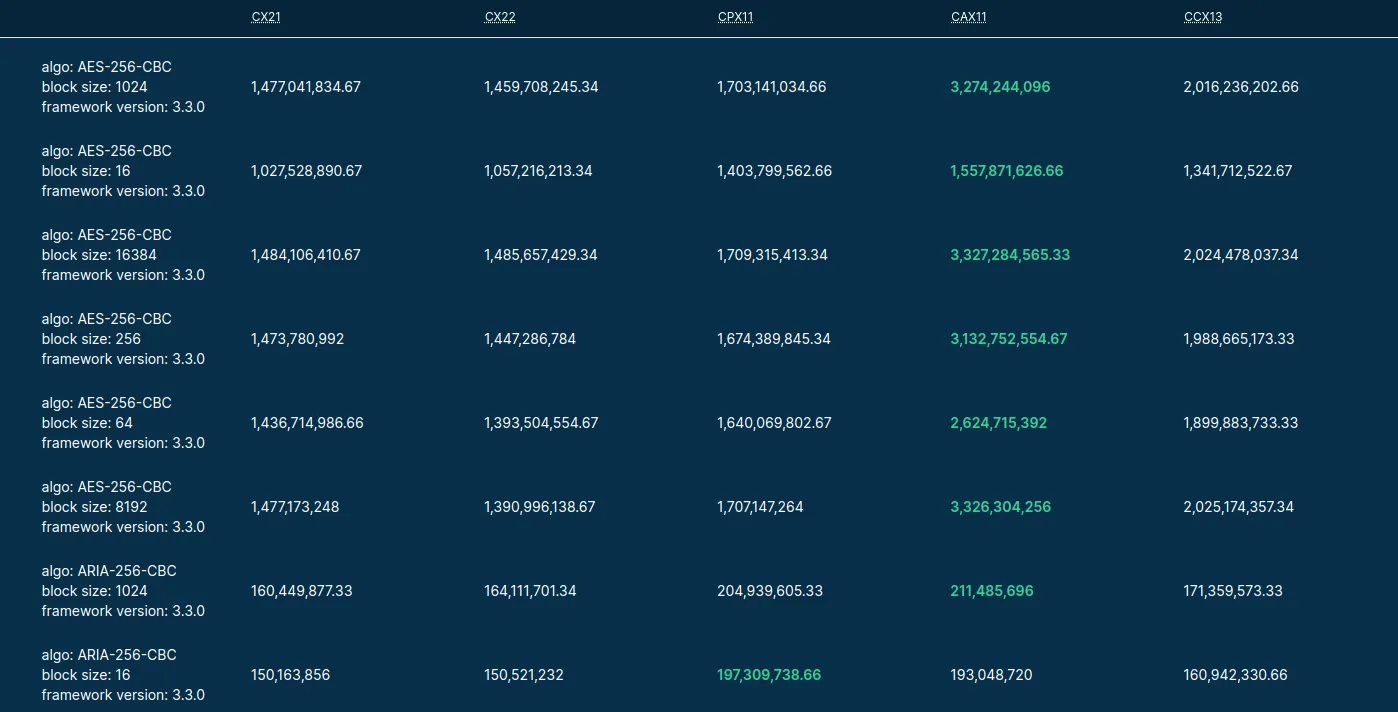 CX21 CX22 CPX11 CAX11 CCX13
algo: AES-256-CBC
block size: 1024 1,477,041,834.67 1,459,708,245.34 1,703,141,034.66 3,274,244,096 2,016,236,202.66
framework version: 3.3.0
algo: AES-256-CBC
block size: 16 1,027,528,890.67 1,057,216,213.34 1,403,799,562.66 1,557,871,626.66 1,341,712,522.67
framework version: 3.3.0
algo: AES-256-CBC
block size: 16384 1,484,106,410.67 1,485,657,429.34 1,709,315,413.34 3,327,284,565.33 2,024,478,037.34
framework version: 3.3.0
algo: AES-256-CBC
block size: 256 1,473,780,992 1,447,286,784 1,674,389,845.34 3,132,752,554.67 1,988,665,173.33
framework version: 3.3.0
algo: AES-256-CBC
block size: 64 1,436,714,986.66 1,393,504,554.67 1,640,069,802.67 2,624,715,392 1,899,883,733.33
framework version: 3.3.0
algo: AES-256-CBC
block size: 8192 1,477,173,248 1,390,996,138.67 1,707,147,264 3,326,304,256 2,025,174,357.34
framework version: 3.3.0
algo: ARIA-256-CBC
block size: 1024 160,449,877.33 164,111,701.34 204,939,605.33 211,485,696 171,359,573.33
framework version: 3.3.0
algo: ARIA-256-CBC
block size: 16 150,163,856 150,521,232 197,309,738.66 193,048,720 160,942,330.66
framework version: 3.3.0